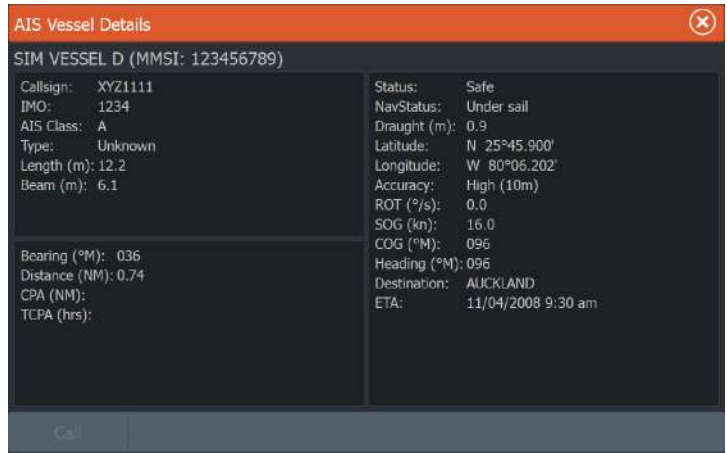 AIS Vessel Details
SIM VESSEL D (MMSI: 123456789)
Callsign: XYZ1111
IMO: 1234
AIS Class: A
Type: Unknown
Length (m): 12.2
Beam (m): 6.1
Bearing (°M): 036
Distance (NM): 0.74
CPA (NM):
TCPA (hrs):
Status: Safe
NavStatus: Under sail
Draught (m): 0.9
Latitude: N 25°45.900'
Longitude: W 80°06.202'
Accuracy: High (10m)
ROT (°/s): 0.0
SOG (kn): 16.0
COG (°M): 096
Heading (°M): 096
Destination: AUCKLAND
ETA: 11/04/2008 9:30 am
Call